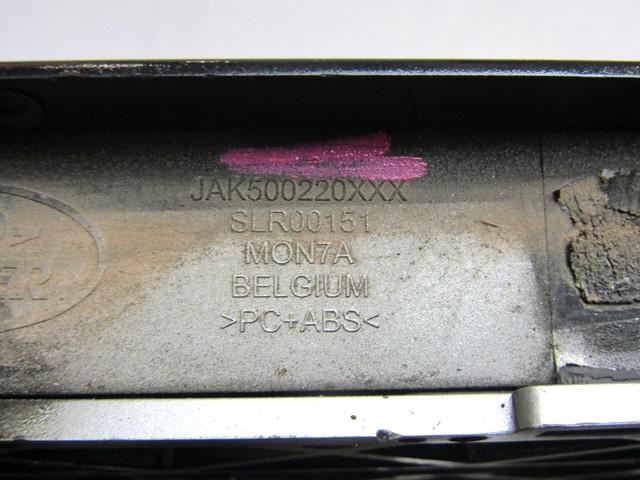 JAK500220XXX
SLR00151
MON7A
BELGIUM
>PC+ABS<